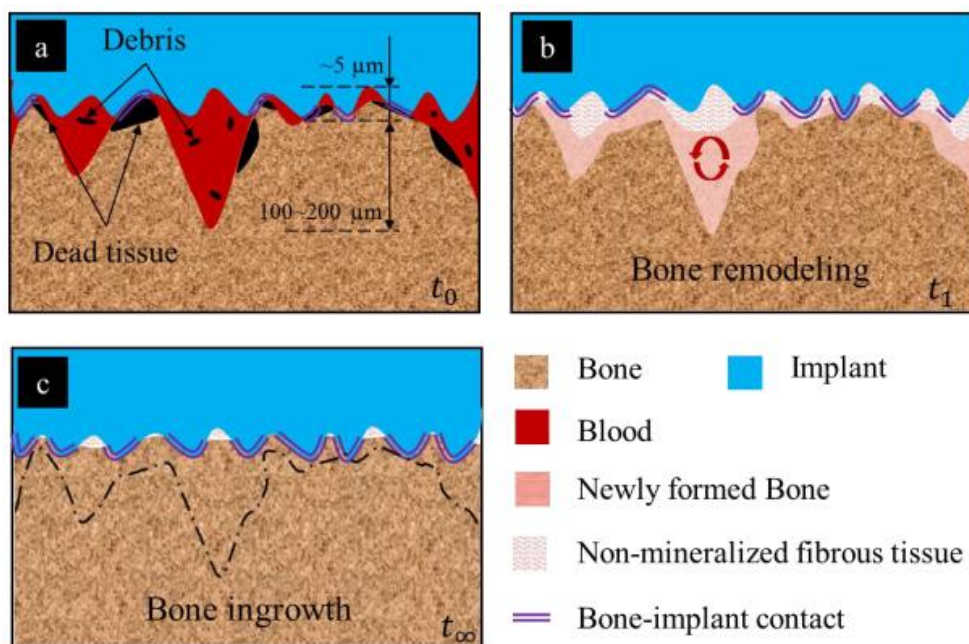 a
Debris
~5 µm
100~200 µm
Dead tissue
t₀
b
Bone remodeling
t₁
c
Bone ingrowth
t∞
Bone
Implant
Blood
Newly formed Bone
Non-mineralized fibrous tissue
Bone-implant contact